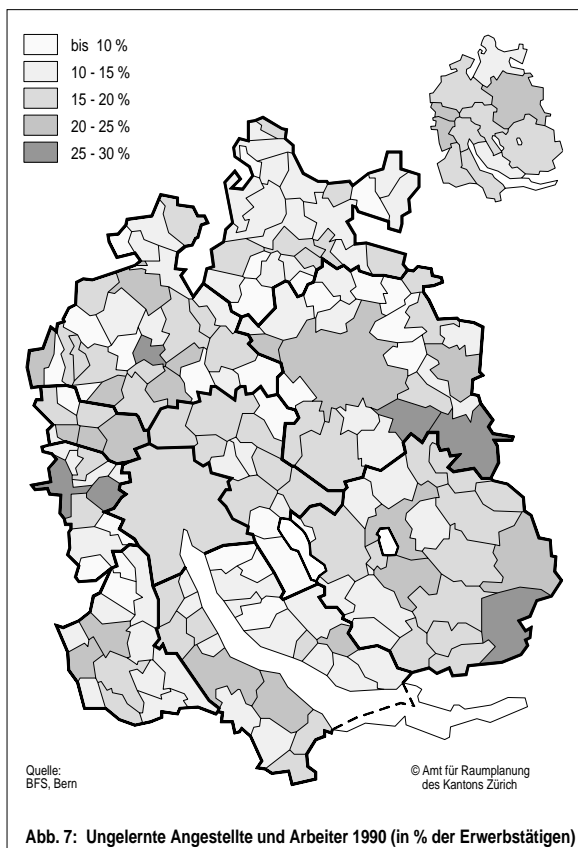 bis 10 %
10 - 15 %
15 - 20 %
20 - 25 %
25 - 30 %
Quelle:
BFS, Bern
© Amt für Raumplanung
des Kantons Zürich
Abb. 7: Ungelernte Angestellte und Arbeiter 1990 (in % der Erwerbstätigen)